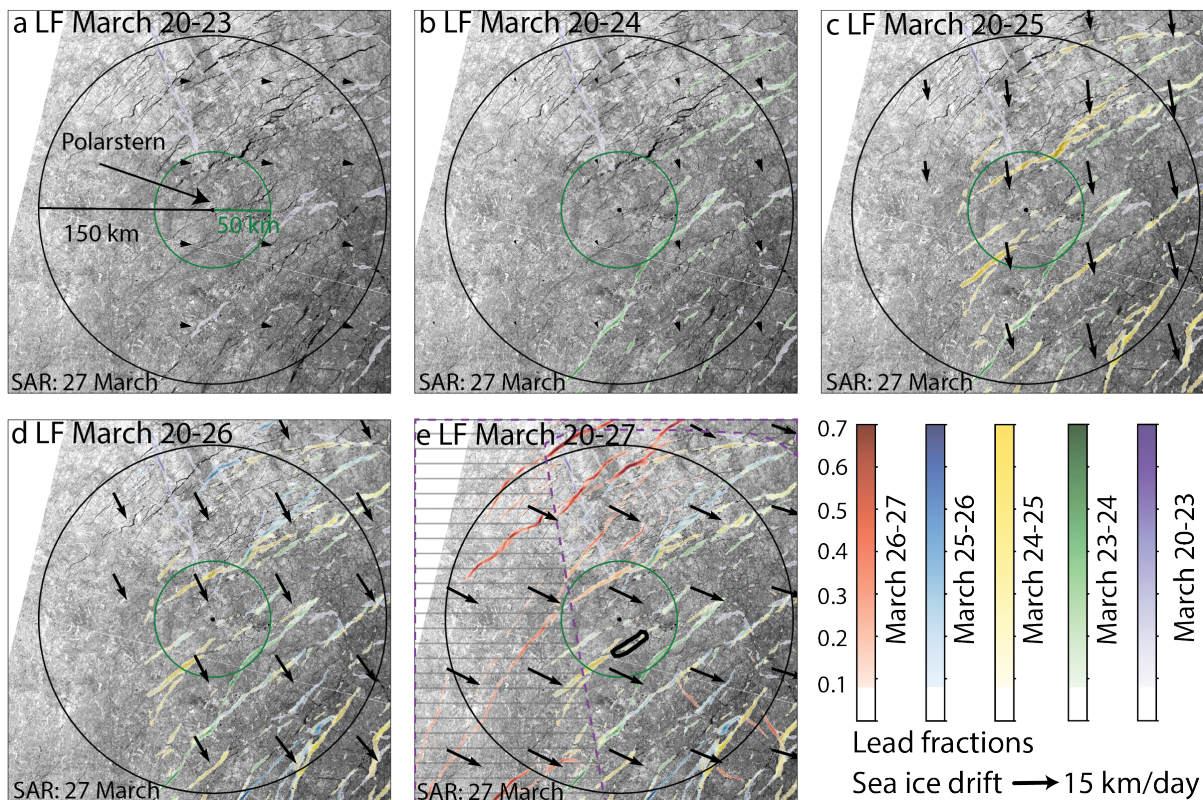 a LF March 20-23
Polarstern
150 km
50 km
SAR: 27 March
b LF March 20-24
SAR: 27 March
c LF March 20-25
SAR: 27 March
d LF March 20-26
SAR: 27 March
e LF March 20-27
SAR: 27 March
0.7
0.6
0.5
0.4
0.3
0.2
0.1
March 26-27
March 25-26
March 24-25
March 23-24
March 20-23
Lead fractions
Sea ice drift 15 km/day